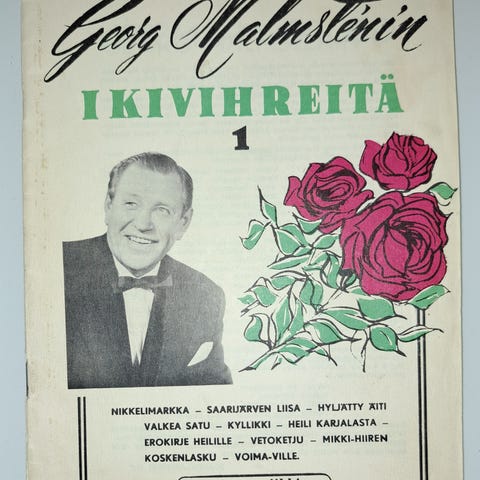 Georg Malmstenin
IKIVIHREITÄ
1
NIKKELIMARKKA – SAARIJÄRVEN LIISA – HYLJÄTTY ÄITI
VALKEA SATU – KYLLIKKI – HEILI KARJALASTA –
EROKIRJE HEILILLE – VETOKETJU – MIKKI-HIIREN
KOSKENLASKU – VOIMA-VILLE.